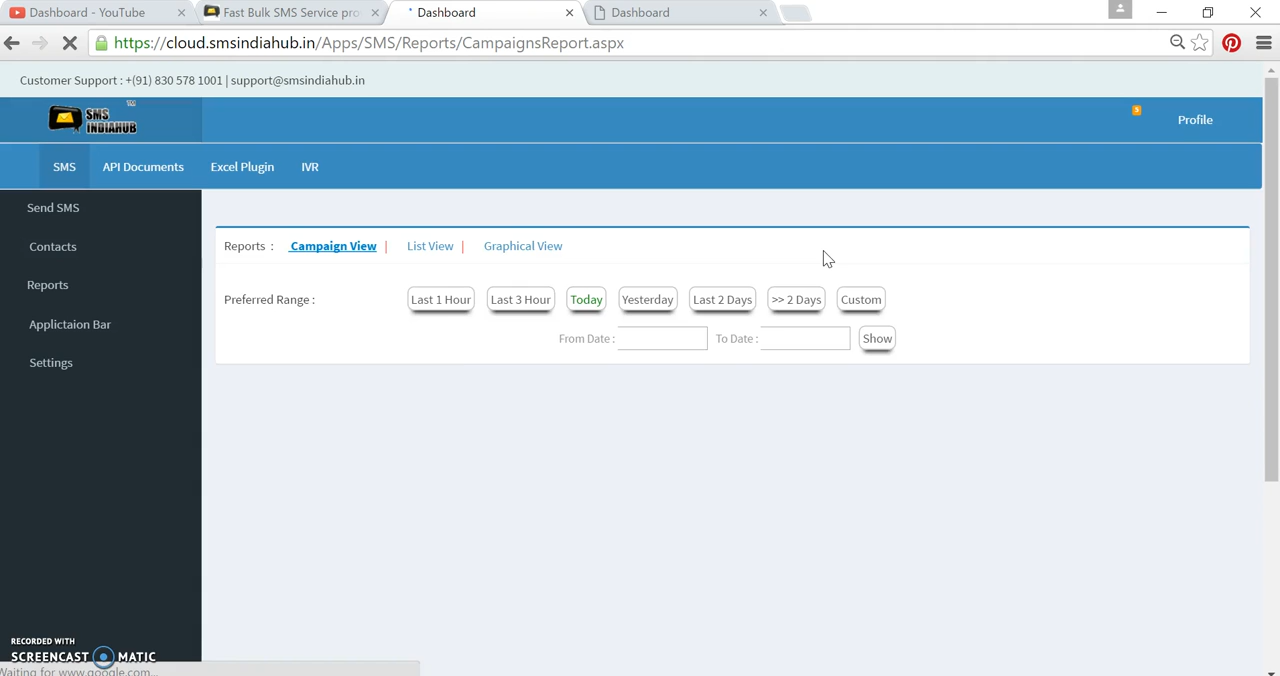 Dashboard - YouTube
Fast Bulk SMS Service pro
Dashboard
Dashboard
https://cloud.smsindiahub.in/Apps/SMS/Reports/CampaignsReport.aspx
Customer Support : +(91) 830 578 1001 | support@smsindiahub.in
SMS INDIAHUB TM
5
Profile
SMS API Documents Excel Plugin IVR
Send SMS
Contacts
Reports
Applictaion Bar
Settings
Reports : Campaign View | List View | Graphical View
Preferred Range : Last 1 Hour Last 3 Hour Today Yesterday Last 2 Days >> 2 Days Custom
From Date : To Date : Show
RECORDED WITH
SCREENCAST MATIC
Waiting for www.google.com...